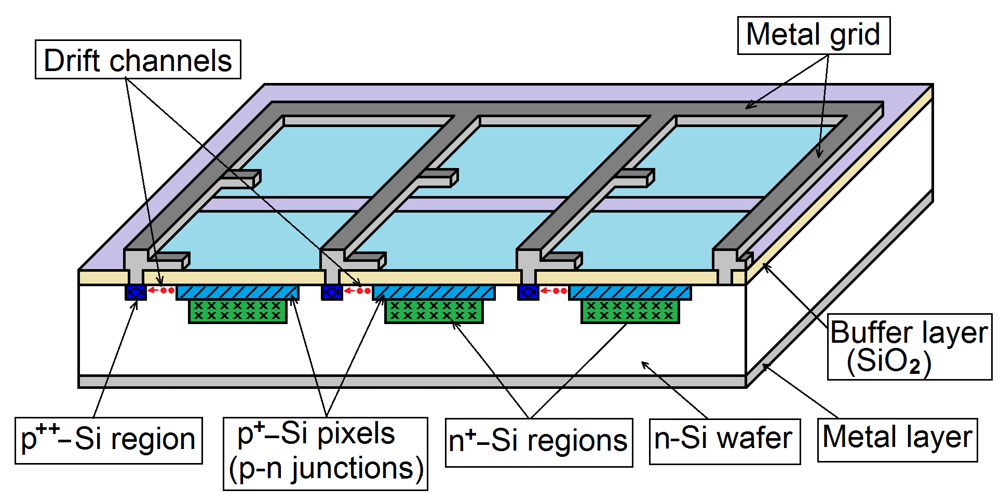 Metal grid
Drift channels
Buffer layer
(SiO₂)
p⁺⁺–Si region
p⁺–Si pixels
(p-n junctions)
n⁺–Si regions
n-Si wafer
Metal layer